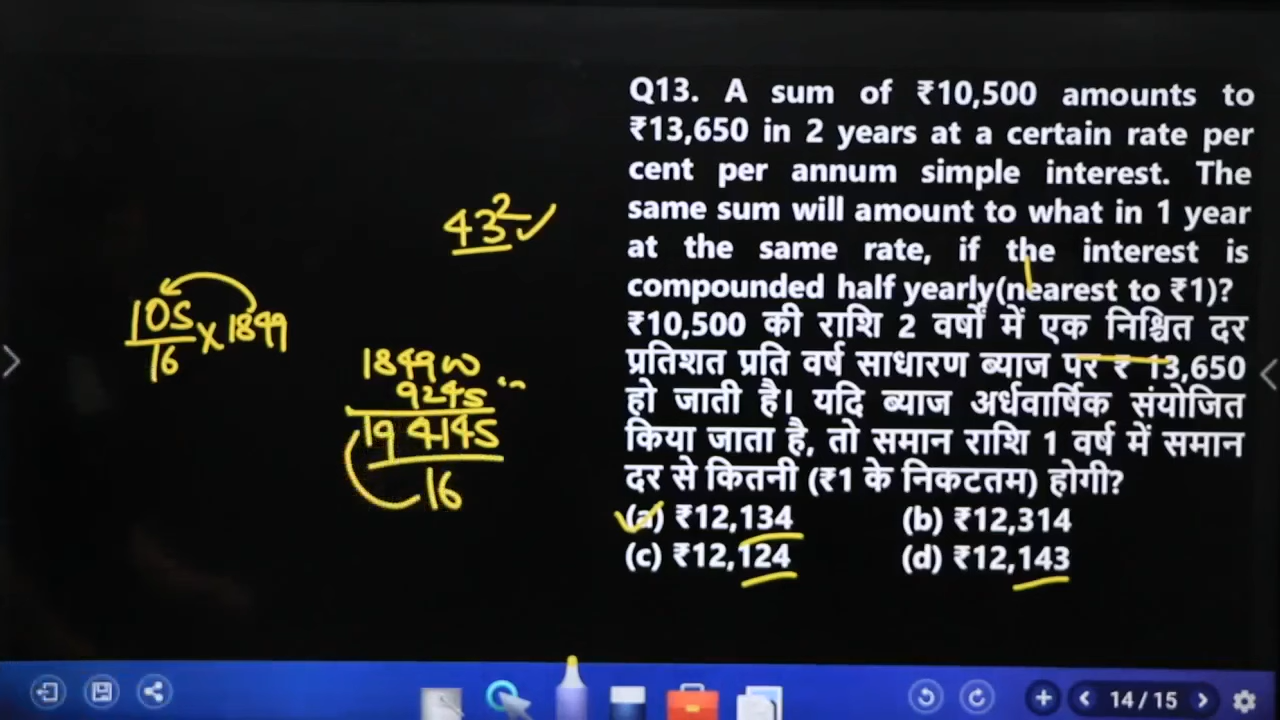 Q13. A sum of ₹10,500 amounts to
₹13,650 in 2 years at a certain rate per
cent per annum simple interest. The
same sum will amount to what in 1 year
at the same rate, if the interest is
compounded half yearly(nearest to ₹1)?
₹10,500 की राशि 2 वर्षों में एक निश्चित दर
प्रतिशत प्रति वर्ष साधारण ब्याज पर ₹ 13,650
हो जाती है। यदि ब्याज अर्धवार्षिक संयोजित
किया जाता है, तो समान राशि 1 वर्ष में समान
दर से कितनी (₹1 के निकटतम) होगी?
(a) ₹12,134 (b) ₹12,314
(c) ₹12,124 (d) ₹12,143
43²
105/16 × 1849
184900
9245
194145
16
14 / 15